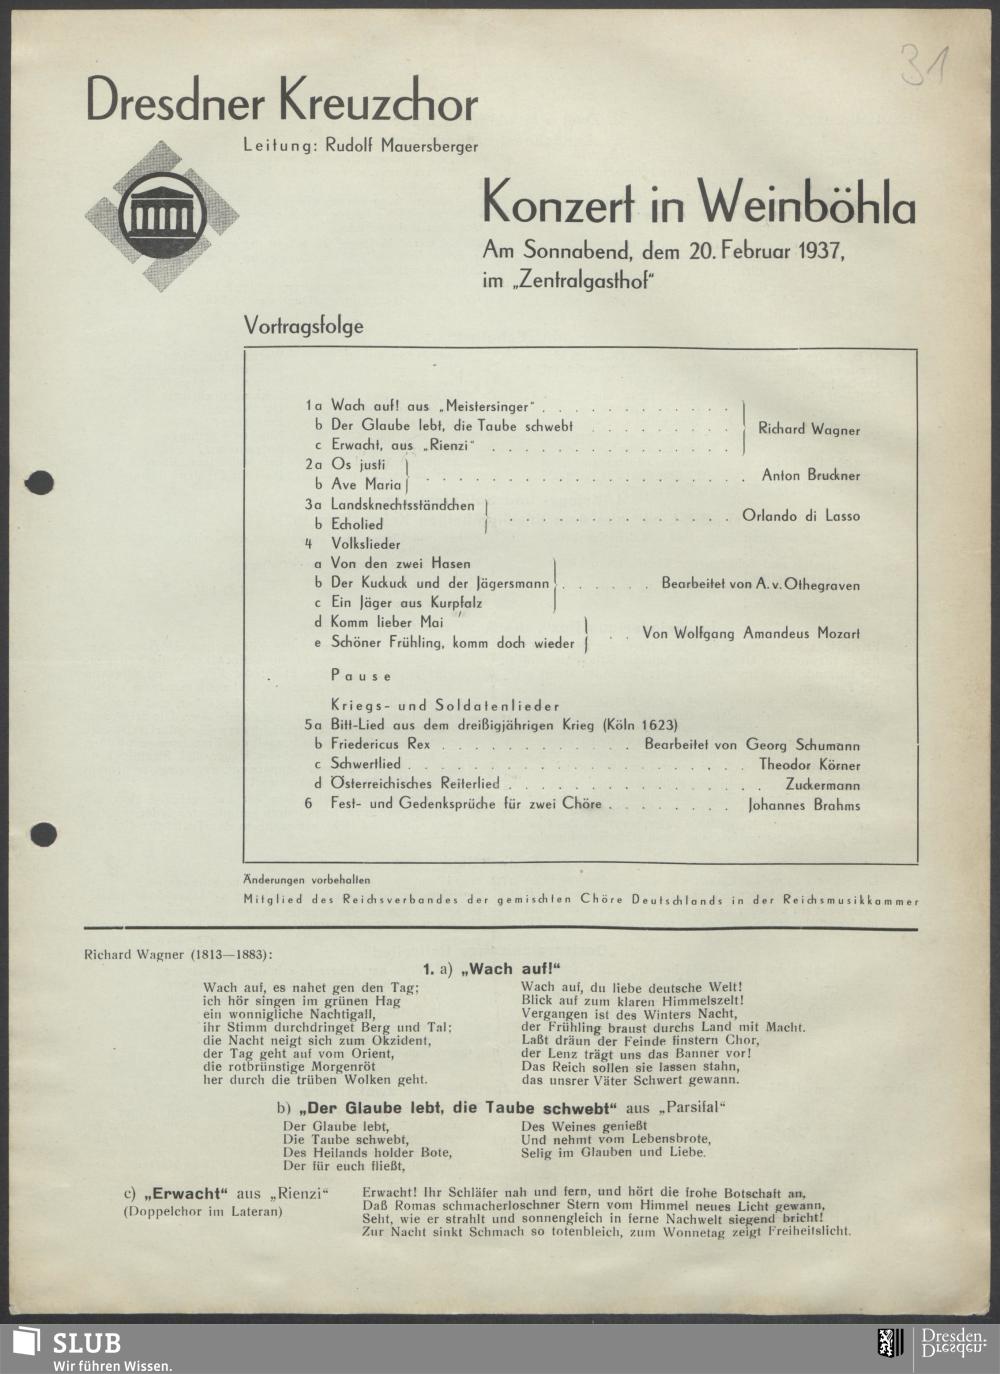 31
Dresdner Kreuzchor
Leitung: Rudolf Mauersberger
Konzert in Weinböhla
Am Sonnabend, dem 20. Februar 1937,
im „Zentralgasthof“
Vortragsfolge
1a Wach auf! aus „Meistersinger“ . . . . . . . . . . . .
b Der Glaube lebt, die Taube schwebt . . . . . . . . . Richard Wagner
c Erwacht, aus „Rienzi“ . . . . . . . . . . . . . .
2a Os justi
b Ave Maria . . . . . . . . . . . . . . . . . Anton Bruckner
3a Landsknechtsständchen
b Echolied . . . . . . . . . . . . Orlando di Lasso
4 Volkslieder
a Von den zwei Hasen
b Der Kuckuck und der Jägersmann . . . . . . Bearbeitet von A. v. Othegraven
c Ein Jäger aus Kurpfalz
d Komm lieber Mai
e Schöner Frühling, komm doch wieder . . Von Wolfgang Amandeus Mozart
Pause
Kriegs- und Soldatenlieder
5a Bitt-Lied aus dem dreißigjährigen Krieg (Köln 1623)
b Friedericus Rex . . . . . . . . . . . . Bearbeitet von Georg Schumann
c Schwertlied . . . . . . . . . . . . . . . . . . Theodor Körner
d Österreichisches Reiterlied . . . . . . . . . . . . . . . Zuckermann
6 Fest- und Gedenksprüche für zwei Chöre . . . . . . . . Johannes Brahms
Änderungen vorbehalten
Mitglied des Reichsverbandes der gemischten Chöre Deutschlands in der Reichsmusikkammer
Richard Wagner (1813—1883):
1. a) „Wach auf!“
Wach auf, es nahet gen den Tag;
ich hör singen im grünen Hag
ein wonnigliche Nachtigall,
ihr Stimm durchdringet Berg und Tal;
die Nacht neigt sich zum Okzident,
der Tag geht auf vom Orient,
die rotbrünstige Morgenröt
her durch die trüben Wolken geht.
Wach auf, du liebe deutsche Welt!
Blick auf zum klaren Himmelszelt!
Vergangen ist des Winters Nacht,
der Frühling braust durchs Land mit Macht.
Laßt dräun der Feinde finstern Chor,
der Lenz trägt uns das Banner vor!
Das Reich sollen sie lassen stahn,
das unsrer Väter Schwert gewann.
b) „Der Glaube lebt, die Taube schwebt“ aus „Parsifal“
Der Glaube lebt,
Die Taube schwebt,
Des Heilands holder Bote,
Der für euch fließt,
Des Weines genießt
Und nehmt vom Lebensbrote,
Selig im Glauben und Liebe.
c) „Erwacht“ aus „Rienzi“
(Doppelchor im Lateran)
Erwacht! Ihr Schläfer nah und fern, und hört die frohe Botschaft an,
Daß Romas schmacherloschner Stern vom Himmel neues Licht gewann,
Seht, wie er strahlt und sonnengleich in ferne Nachwelt siegend bricht!
Zur Nacht sinkt Schmach so totenbleich, zum Wonnetag zeigt Freiheitslicht.
SLUB
Wir führen Wissen.
Dresden.
Dresden.